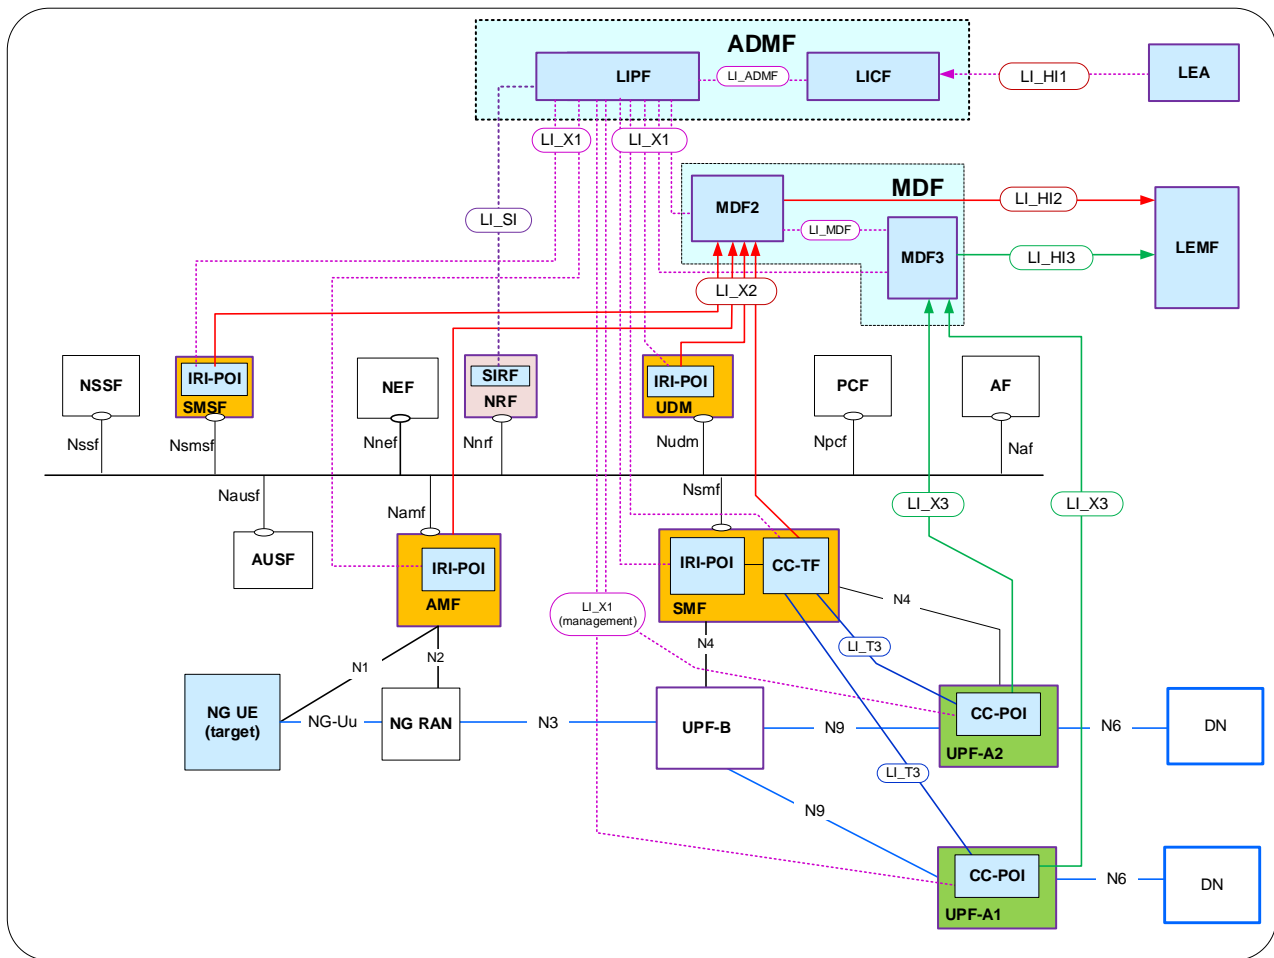 ADMF
LIPF
LI_ADMF
LICF
LI_HI1
LEA
LI_X1
LI_X1
MDF
MDF2
LI_HI2
LI_SI
LI_MDF
LEMF
MDF3
LI_HI3
LI_X2
NSSF
IRI-POI
SMSF
NEF
SIRF
NRF
IRI-POI
UDM
PCF
AF
Nssf
Nsmsf
Nnef
Nnrf
Nudm
Npcf
Naf
Nausf
Namf
Nsmf
LI_X3
LI_X3
AUSF
IRI-POI
AMF
IRI-POI
CC-TF
SMF
LI_X1
(management)
N4
N4
LI_T3
N1
N2
NG UE
(target)
NG-Uu
NG RAN
N3
UPF-B
N9
CC-POI
UPF-A2
N6
DN
LI_T3
N9
CC-POI
UPF-A1
N6
DN